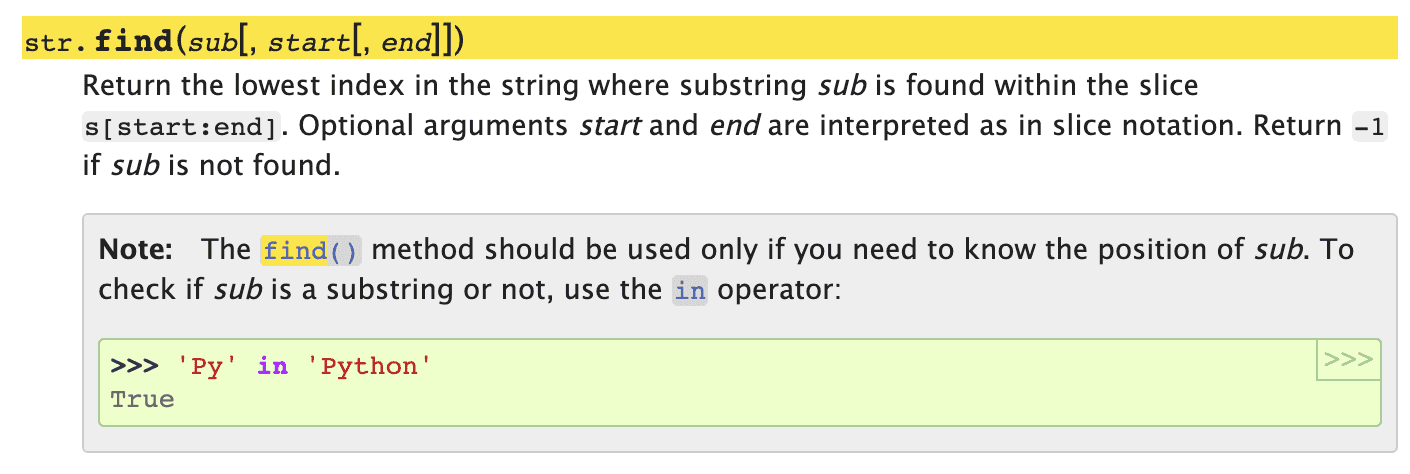 str.find(sub[, start[, end]])
Return the lowest index in the string where substring sub is found within the slice
s[start:end]. Optional arguments start and end are interpreted as in slice notation. Return -1
if sub is not found.
Note: The find() method should be used only if you need to know the position of sub. To
check if sub is a substring or not, use the in operator:
>>> 'Py' in 'Python'
>>>
True